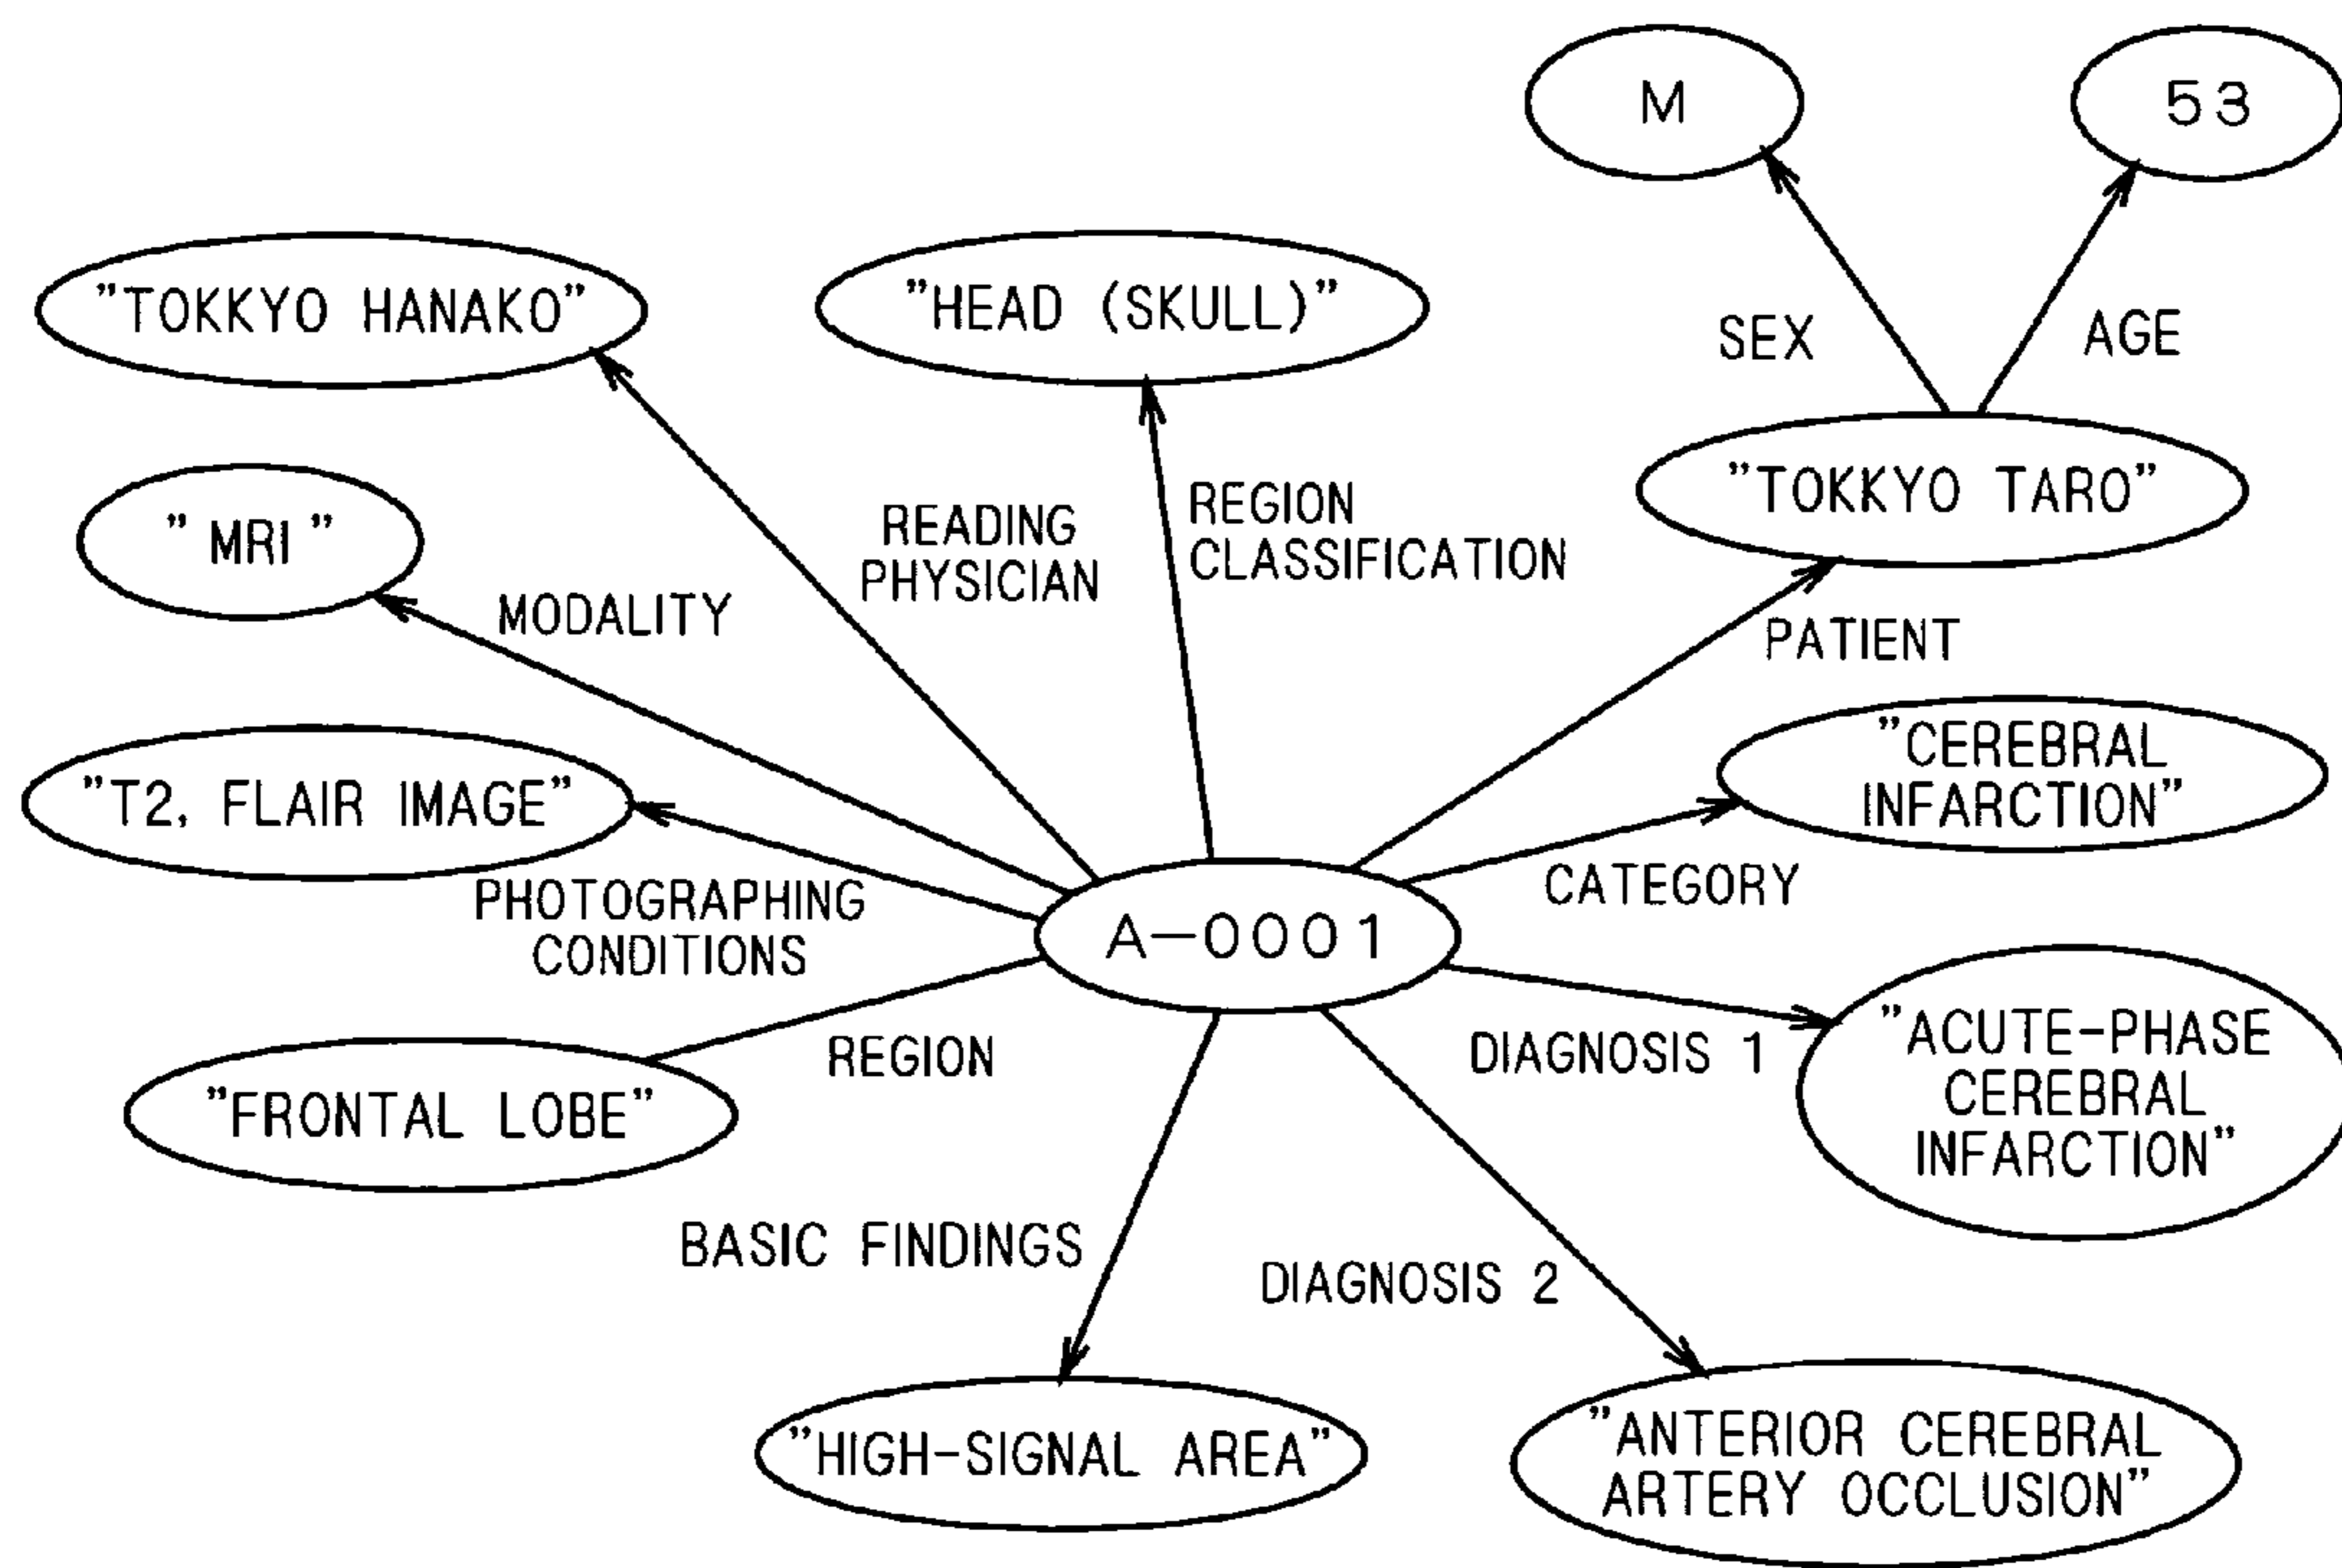 M
53
SEX
AGE
"TOKKYO HANAKO"
"HEAD (SKULL)"
"TOKKYO TARO"
"MRI"
READING
PHYSICIAN
REGION
CLASSIFICATION
MODALITY
PATIENT
"T2, FLAIR IMAGE"
"CEREBRAL
INFARCTION"
PHOTOGRAPHING
CONDITIONS
CATEGORY
A-0001
"FRONTAL LOBE"
REGION
DIAGNOSIS 1
"ACUTE-PHASE
CEREBRAL
INFARCTION"
BASIC FINDINGS
DIAGNOSIS 2
"HIGH-SIGNAL AREA"
"ANTERIOR CEREBRAL
ARTERY OCCLUSION"